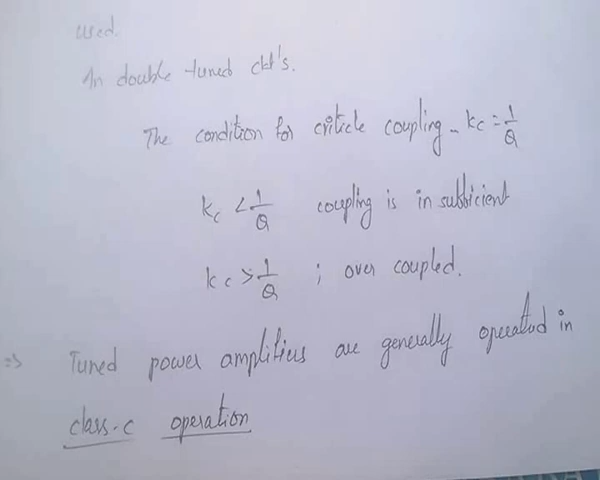 used.
In double tuned ckt's.
The condition for criticle coupling - kc = 1/Q
kc < 1/Q coupling is in sufficient
kc > 1/Q ; over coupled.
⇒ Tuned power amplifiers are generally operated in
class-c operation